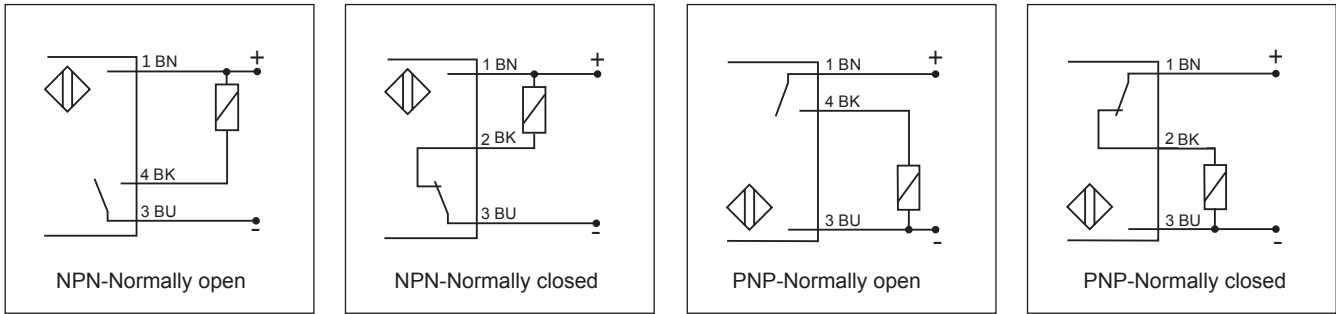 1 BN
+
4 BK
3 BU
-
NPN-Normally open
1 BN
+
2 BK
3 BU
-
NPN-Normally closed
1 BN
+
4 BK
3 BU
-
PNP-Normally open
1 BN
+
2 BK
3 BU
-
PNP-Normally closed